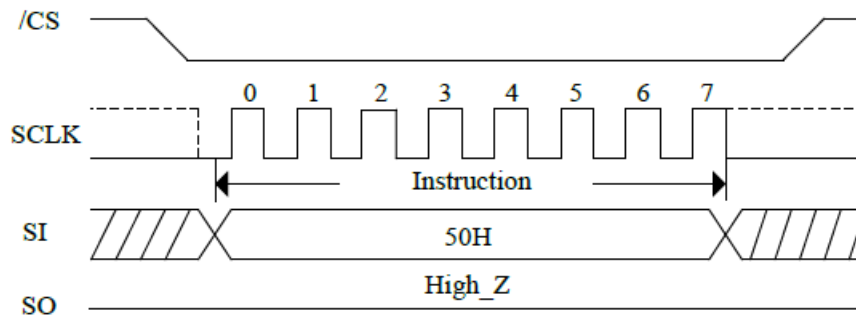 /CS
0 1 2 3 4 5 6 7
SCLK
Instruction
SI
50H
High_Z
SO